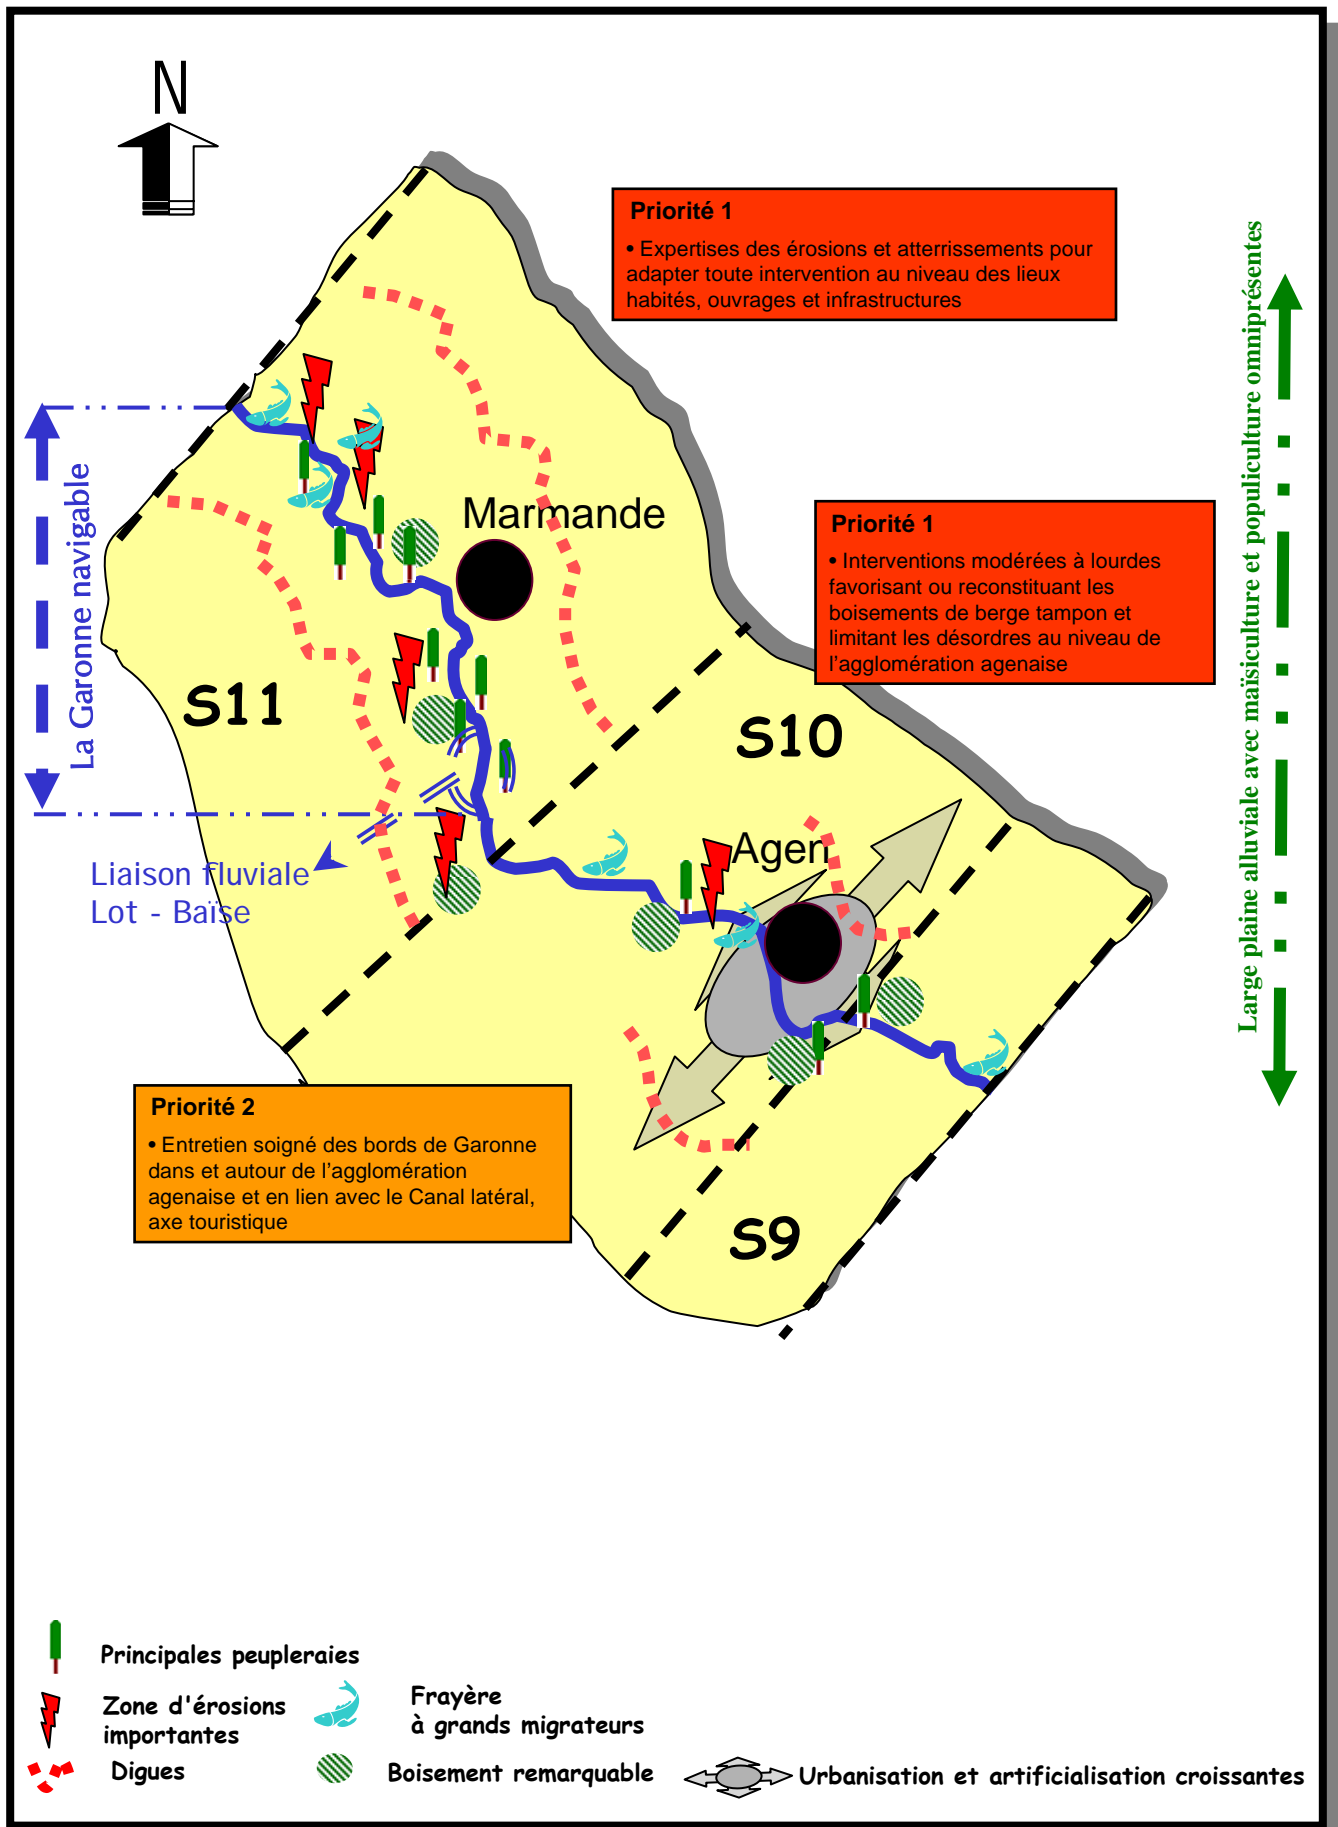 N
Priorité 1
• Expertises des érosions et atterrissements pour
adapter toute intervention au niveau des lieux
habités, ouvrages et infrastructures
Large plaine alluviale avec maïsiculture et populiculture omniprésentes
La Garonne navigable
Marmande
Priorité 1
• Interventions modérées à lourdes
favorisant ou reconstituant les
boisements de berge tampon et
limitant les désordres au niveau de
l'agglomération agenaise
S11
S10
Agen
Liaison fluviale
Lot - Baïse
Priorité 2
• Entretien soigné des bords de Garonne
dans et autour de l'agglomération
agenaise et en lien avec le Canal latéral,
axe touristique
S9
Principales peupleraies
Zone d'érosions
importantes
Frayère
à grands migrateurs
Digues
Boisement remarquable
Urbanisation et artificialisation croissantes